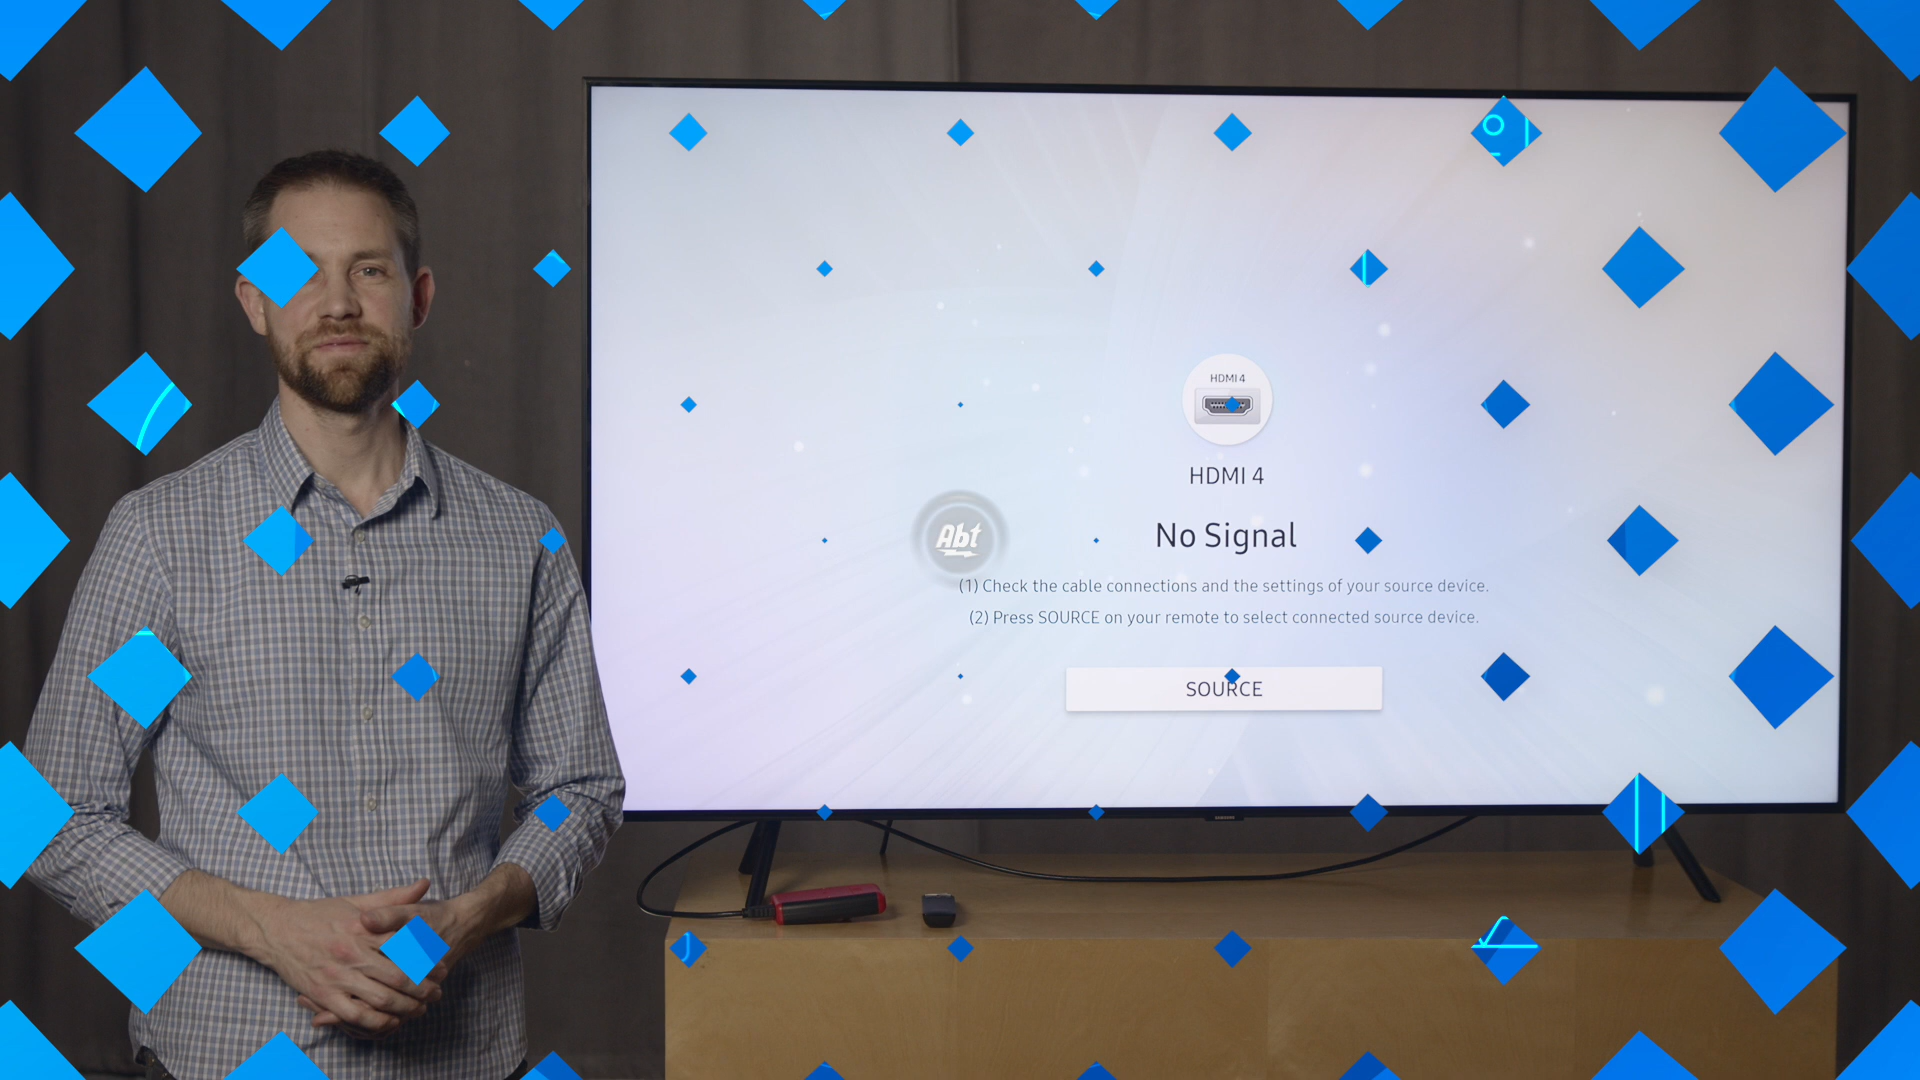 HDMI 4
HDMI 4
No Signal
Abt
(1) Check the cable connections and the settings of your source device.
(2) Press SOURCE on your remote to select connected source device.
SOURCE
SAMSUNG